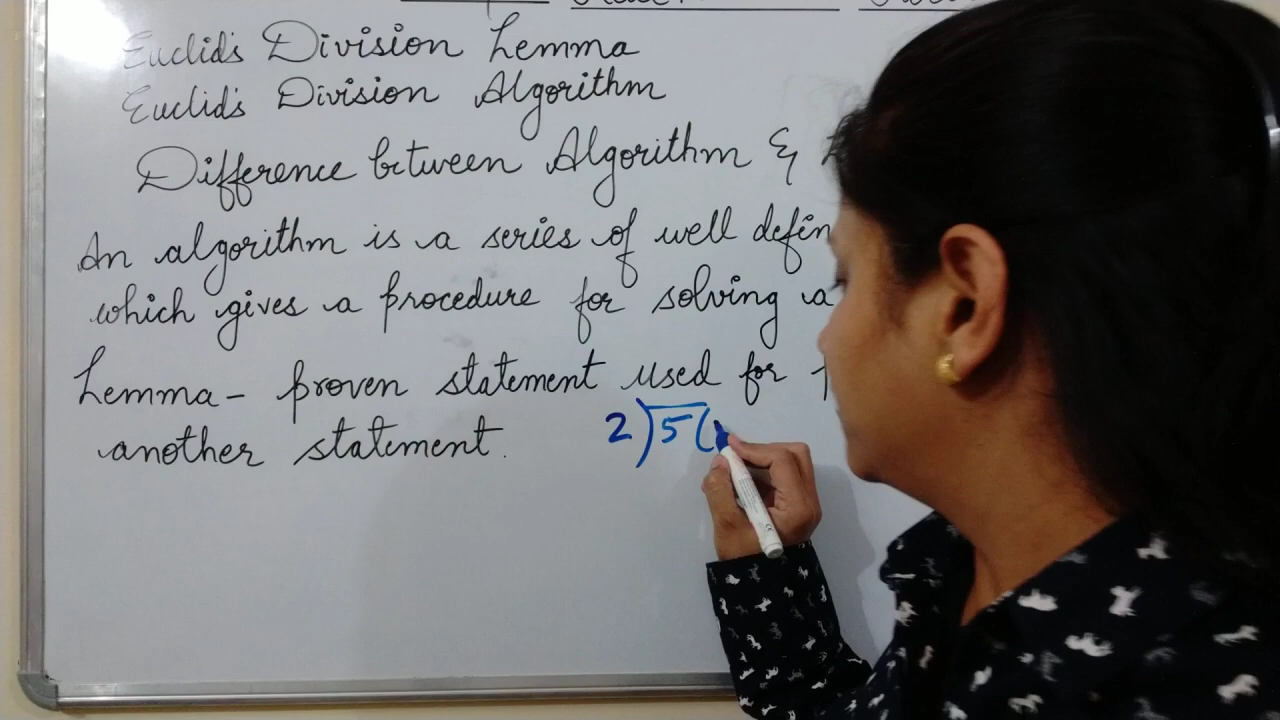 Euclid's Division Lemma
Euclid's Division Algorithm
Difference between Algorithm &
An algorithm is a series of well defin
which gives a procedure for solving a
Lemma - proven statement used for
another statement.
2)5(